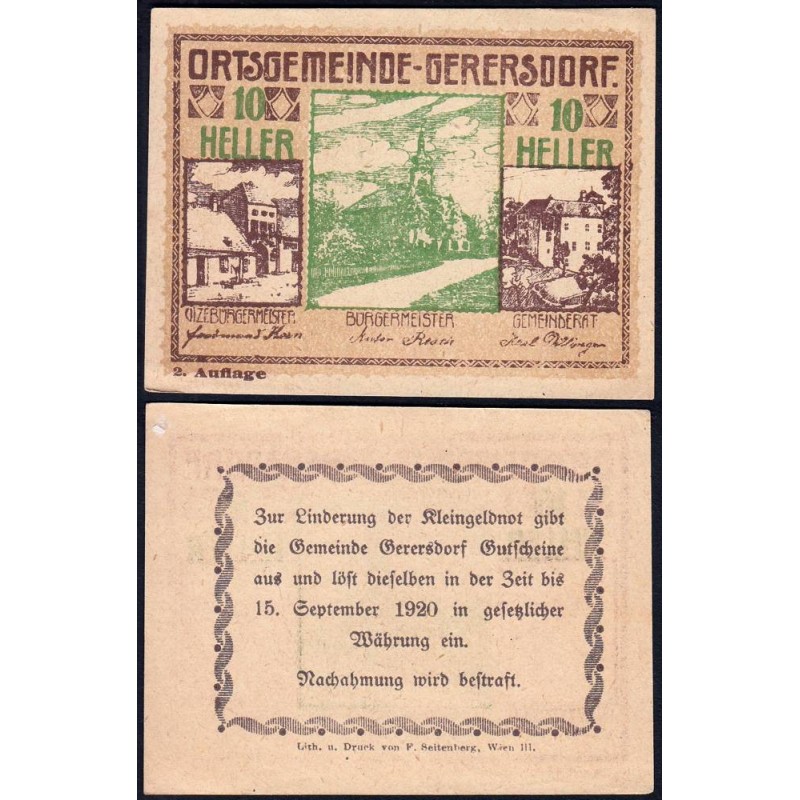 ORTSGEMEINDE-GERERSDORF.
10 HELLER
10 HELLER
VIZEBÜRGERMEISTER
BÜRGERMEISTER
GEMEINDERAT
2. Auflage
Zur Linderung der Kleingeldnot gibt
die Gemeinde Gerersdorf Gutscheine
aus und löst dieselben in der Zeit bis
15. September 1920 in gesetzlicher
Währung ein.
Nachahmung wird bestraft.
Lith. u. Druck von F. Seitenberg, Wien III.